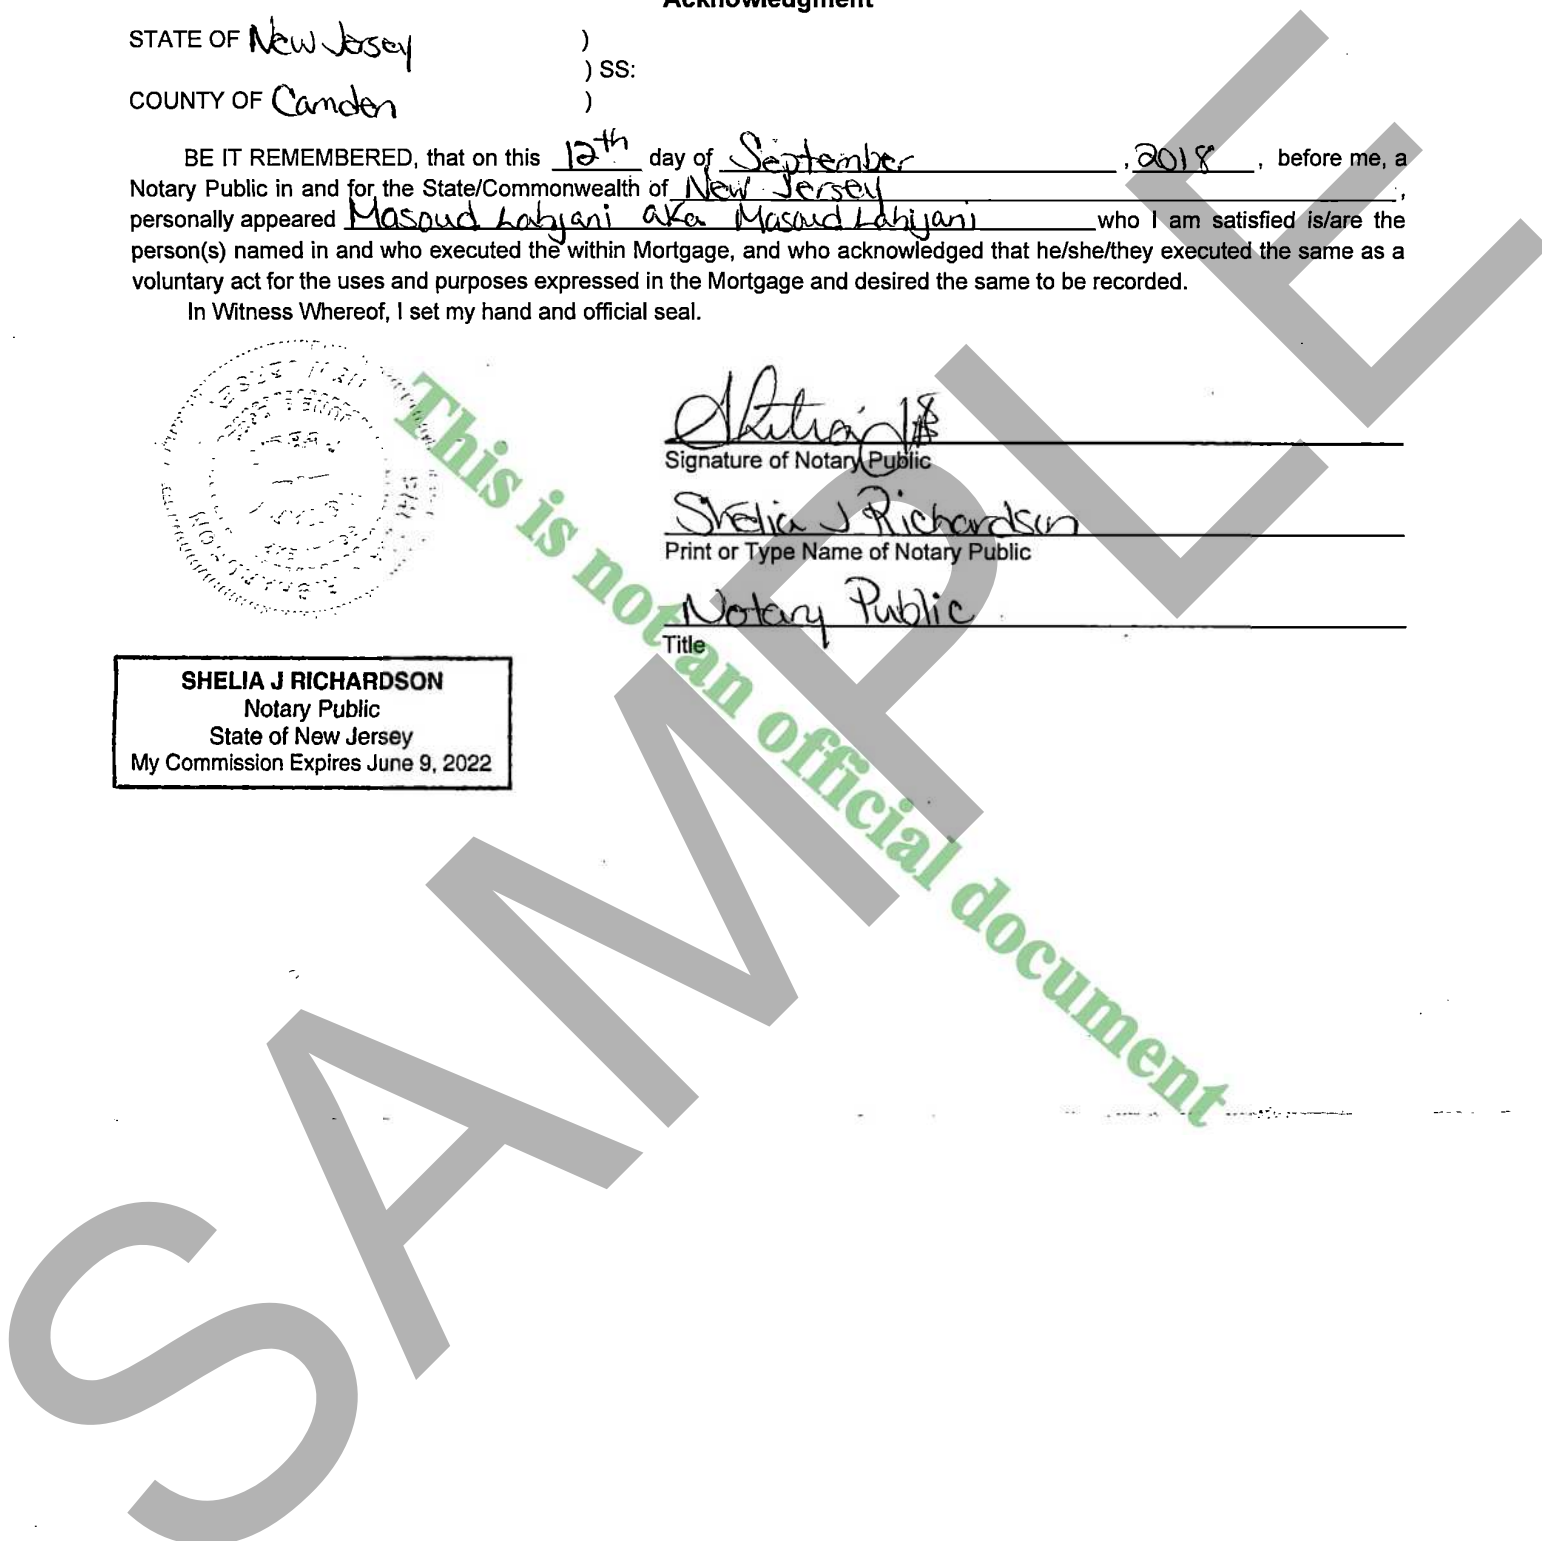 Acknowledgment
STATE OF New Jersey )
) SS:
COUNTY OF Camden )
BE IT REMEMBERED, that on this 12th day of September , 2018 , before me, a
Notary Public in and for the State/Commonwealth of New Jersey ,
personally appeared Masoud Labjani aka Masoud Labijani who I am satisfied is/are the
person(s) named in and who executed the within Mortgage, and who acknowledged that he/she/they executed the same as a
voluntary act for the uses and purposes expressed in the Mortgage and desired the same to be recorded.
In Witness Whereof, I set my hand and official seal.
Signature of Notary Public
Shelia J Richardson
Print or Type Name of Notary Public
Notary Public
Title
SHELIA J RICHARDSON
Notary Public
State of New Jersey
My Commission Expires June 9, 2022
This is not an official document
SAMPLE